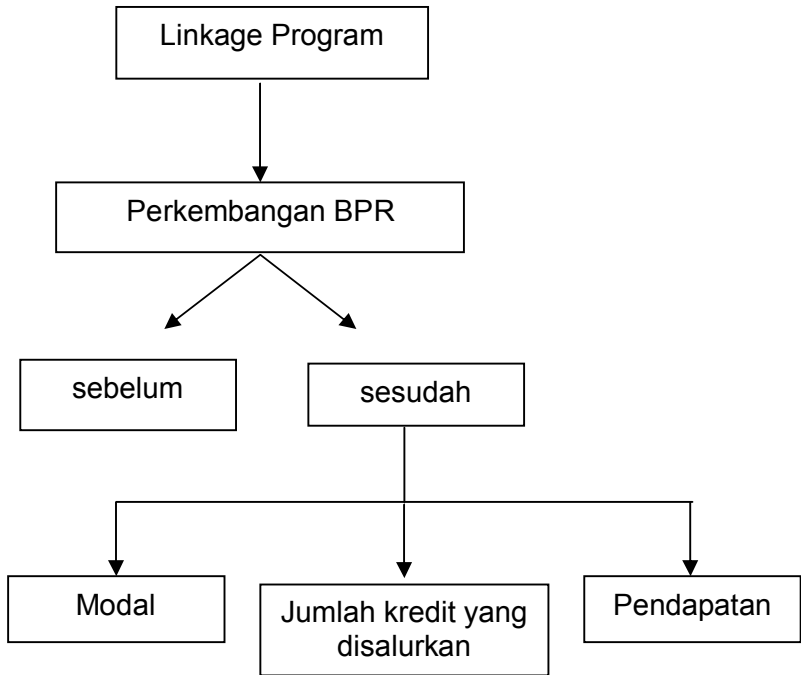 Linkage Program
Perkembangan BPR
sebelum
sesudah
Modal
Jumlah kredit yang
disalurkan
Pendapatan